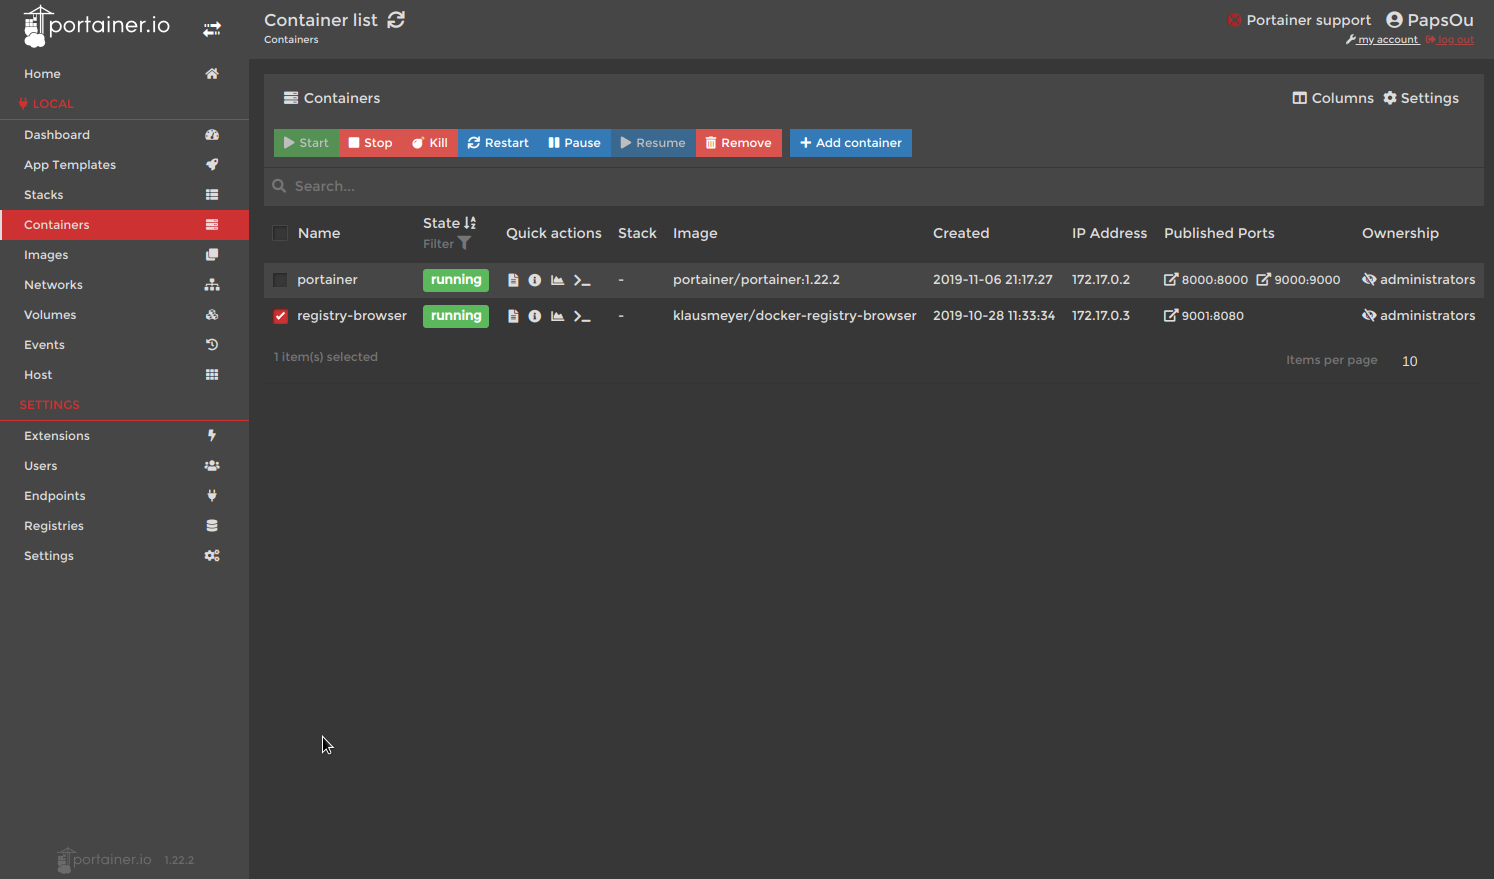 portainer.io
Container list
Containers
Portainer support PapsOu
my account log out
Home
LOCAL
Dashboard
App Templates
Stacks
Containers
Images
Networks
Volumes
Events
Host
SETTINGS
Extensions
Users
Endpoints
Registries
Settings
portainer.io 1.22.2
Containers
Columns Settings
Start Stop Kill Restart Pause Resume Remove Add container
Search...
Name State Filter Quick actions Stack Image Created IP Address Published Ports Ownership
portainer running - portainer/portainer:1.22.2 2019-11-06 21:17:27 172.17.0.2 8000:8000 9000:9000 administrators
registry-browser running - klausmeyer/docker-registry-browser 2019-10-28 11:33:34 172.17.0.3 9001:8080 administrators
1 item(s) selected
Items per page 10